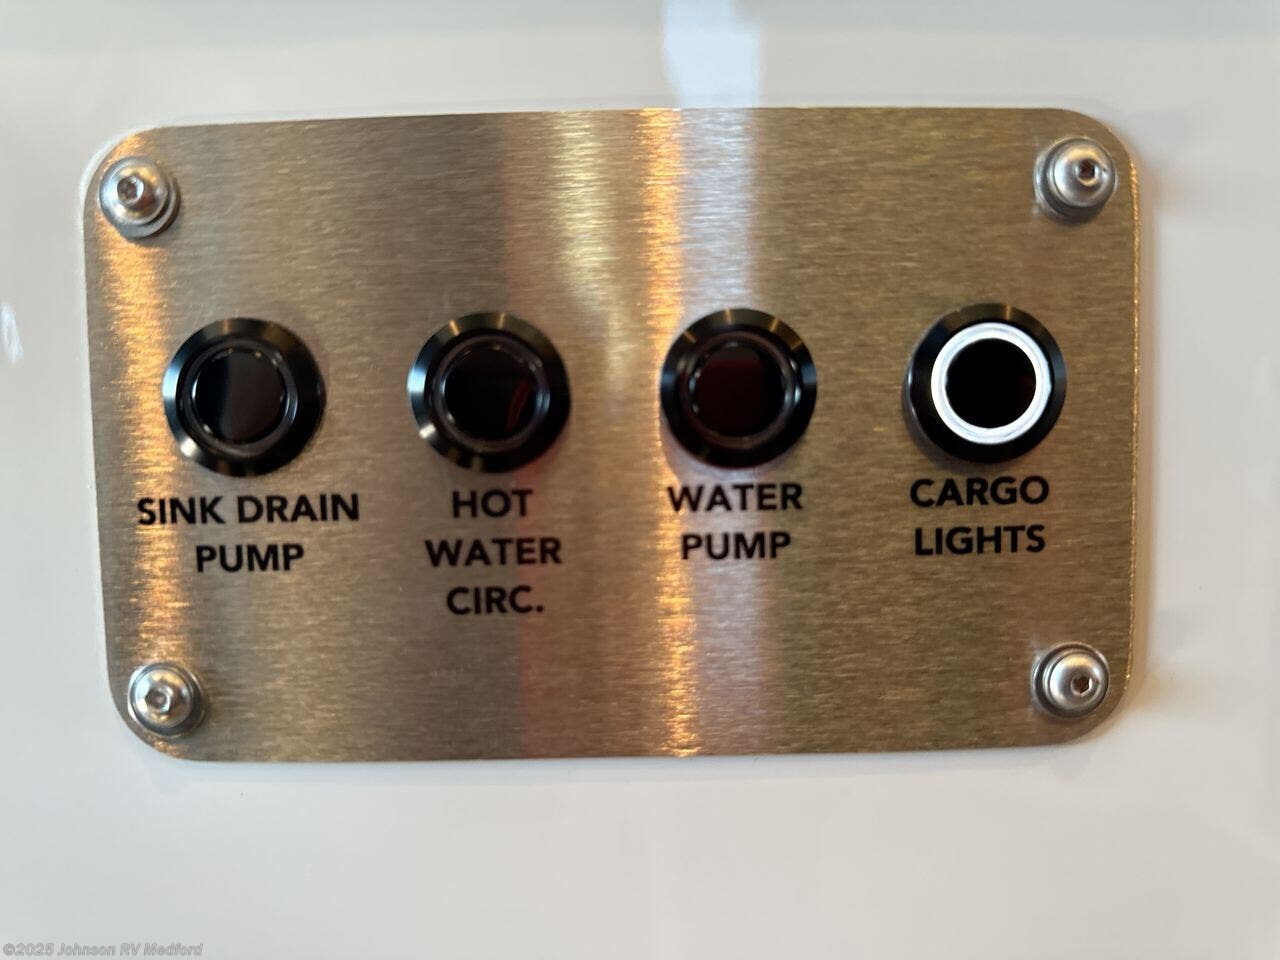 SINK DRAIN
PUMP
HOT
WATER
CIRC.
WATER
PUMP
CARGO
LIGHTS
©2025 Johnson RV Medford